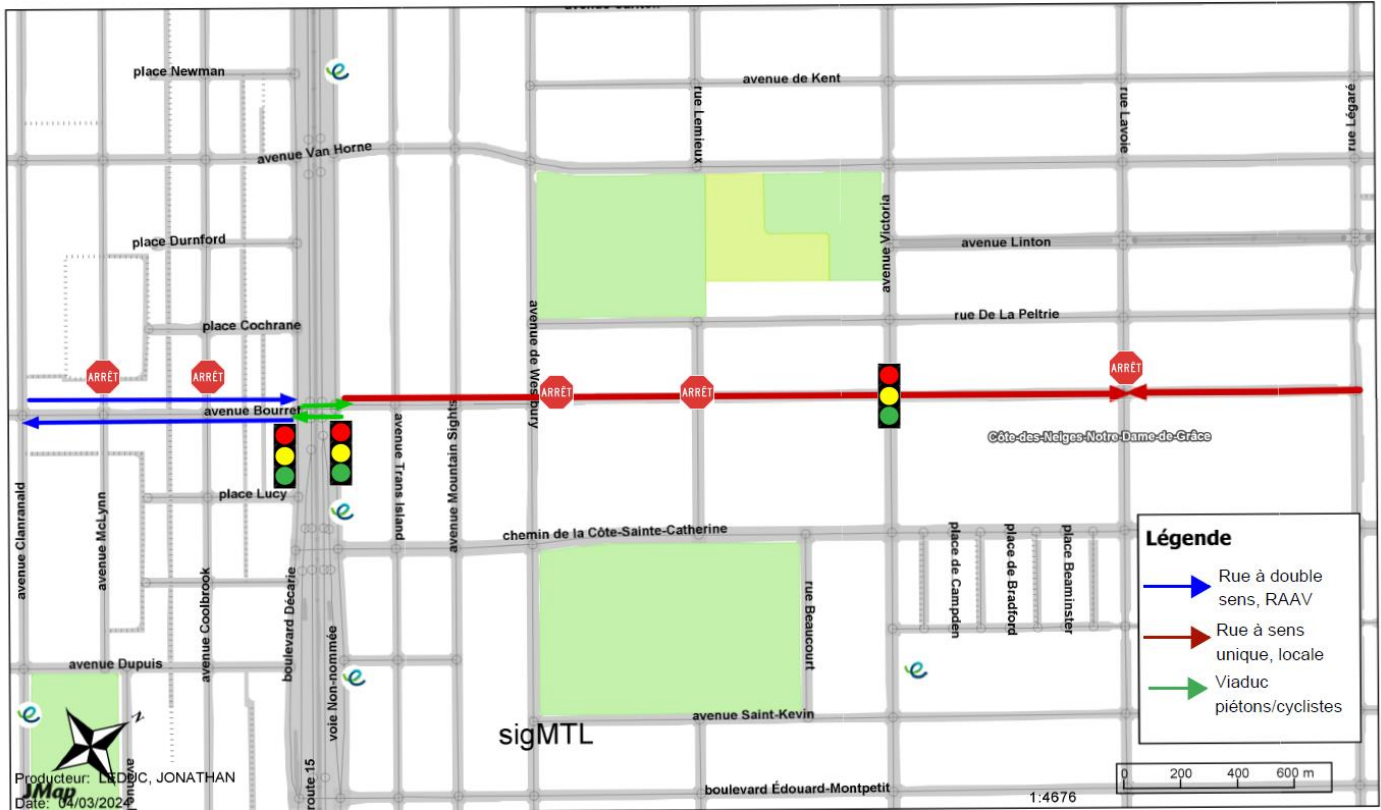 place Newman
avenue de Kent
rue Lemieux
rue Lavoie
rue Légaré
avenue Van Horne
place Durnford
avenue Victoria
avenue Linton
place Cochrane
avenue de Westbury
rue De La Peltrie
ARRÊT
ARRÊT
ARRÊT
ARRÊT
ARRÊT
avenue Bourret
Côte-des-Neiges-Notre-Dame-de-Grâce
avenue Trans Island
avenue Mountain Sights
place Lucy
avenue Clanranald
avenue McLynn
avenue Coolbrook
boulevard Décarie
voie Non-nommée
chemin de la Côte-Sainte-Catherine
rue Beaucourt
place de Campden
place de Bradford
place Beaminster
avenue Dupuis
avenue Saint-Kevin
sigMTL
route 15
boulevard Édouard-Montpetit
N
Producteur: LEDUC, JONATHAN
JMap
Date: 04/03/2024
Légende
Rue à double
sens, RAAV
Rue à sens
unique, locale
Viaduc
piétons/cyclistes
0 200 400 600 m
1:4676